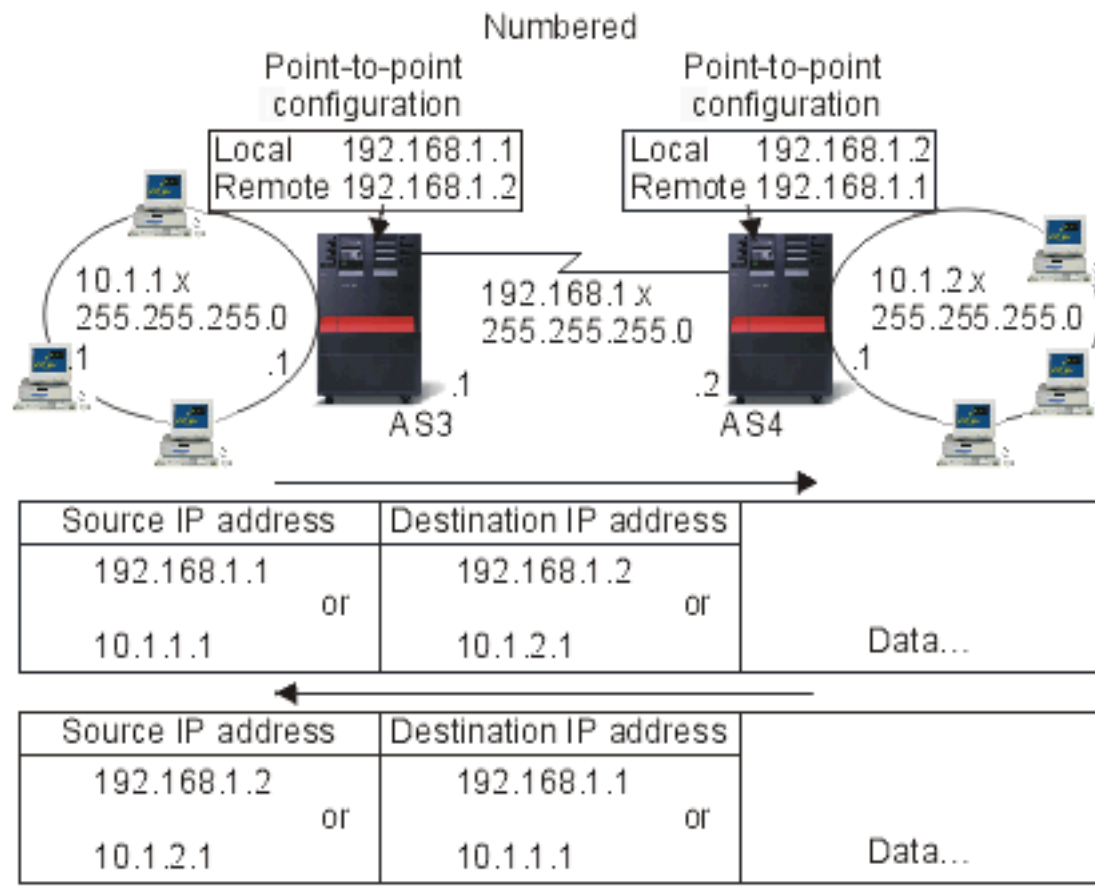 Numbered
Point-to-point
configuration
Point-to-point
configuration
Local 192.168.1.1
Remote 192.168.1.2
Local 192.168.1.2
Remote 192.168.1.1
10.1.1.x
255.255.255.0
.1
.1
192.168.1.x
255.255.255.0
.1
.2
AS3
AS4
10.1.2.x
255.255.255.0
.1
Source IP address
Destination IP address
192.168.1.1
or
10.1.1.1
192.168.1.2
or
10.1.2.1
Data...
Source IP address
Destination IP address
192.168.1.2
or
10.1.2.1
192.168.1.1
or
10.1.1.1
Data...